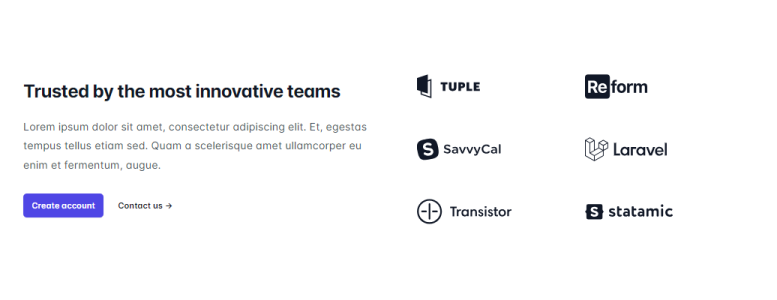 Trusted by the most innovative teams
Lorem ipsum dolor sit amet, consectetur adipiscing elit. Et, egestas
tempus tellus etiam sed. Quam a scelerisque amet ullamcorper eu
enim et fermentum, augue.
Create account
Contact us →
TUPLE
Reform
S SavvyCal
Laravel
Transistor
S statamic